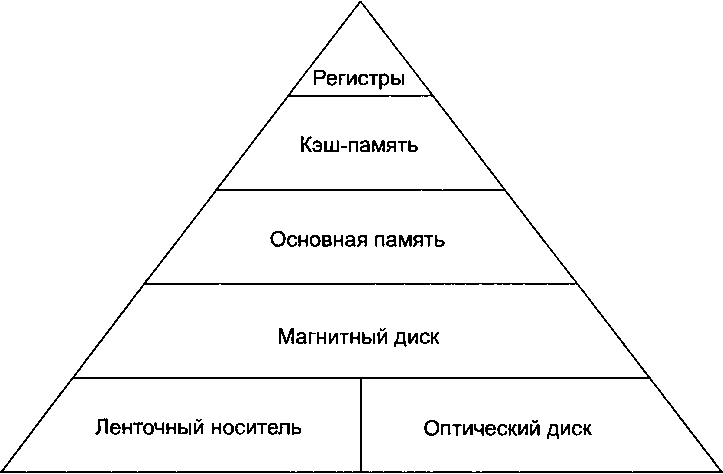 Регистры
Кэш-память
Основная память
Магнитный диск
Ленточный носитель
Оптический диск